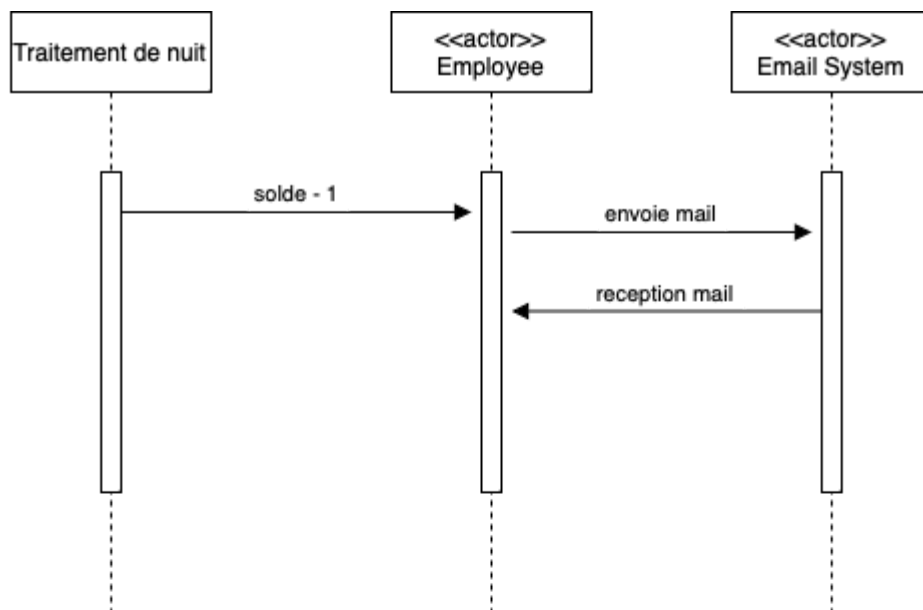 Traitement de nuit
<<actor>>
Employee
<<actor>>
Email System
solde - 1
envoie mail
reception mail